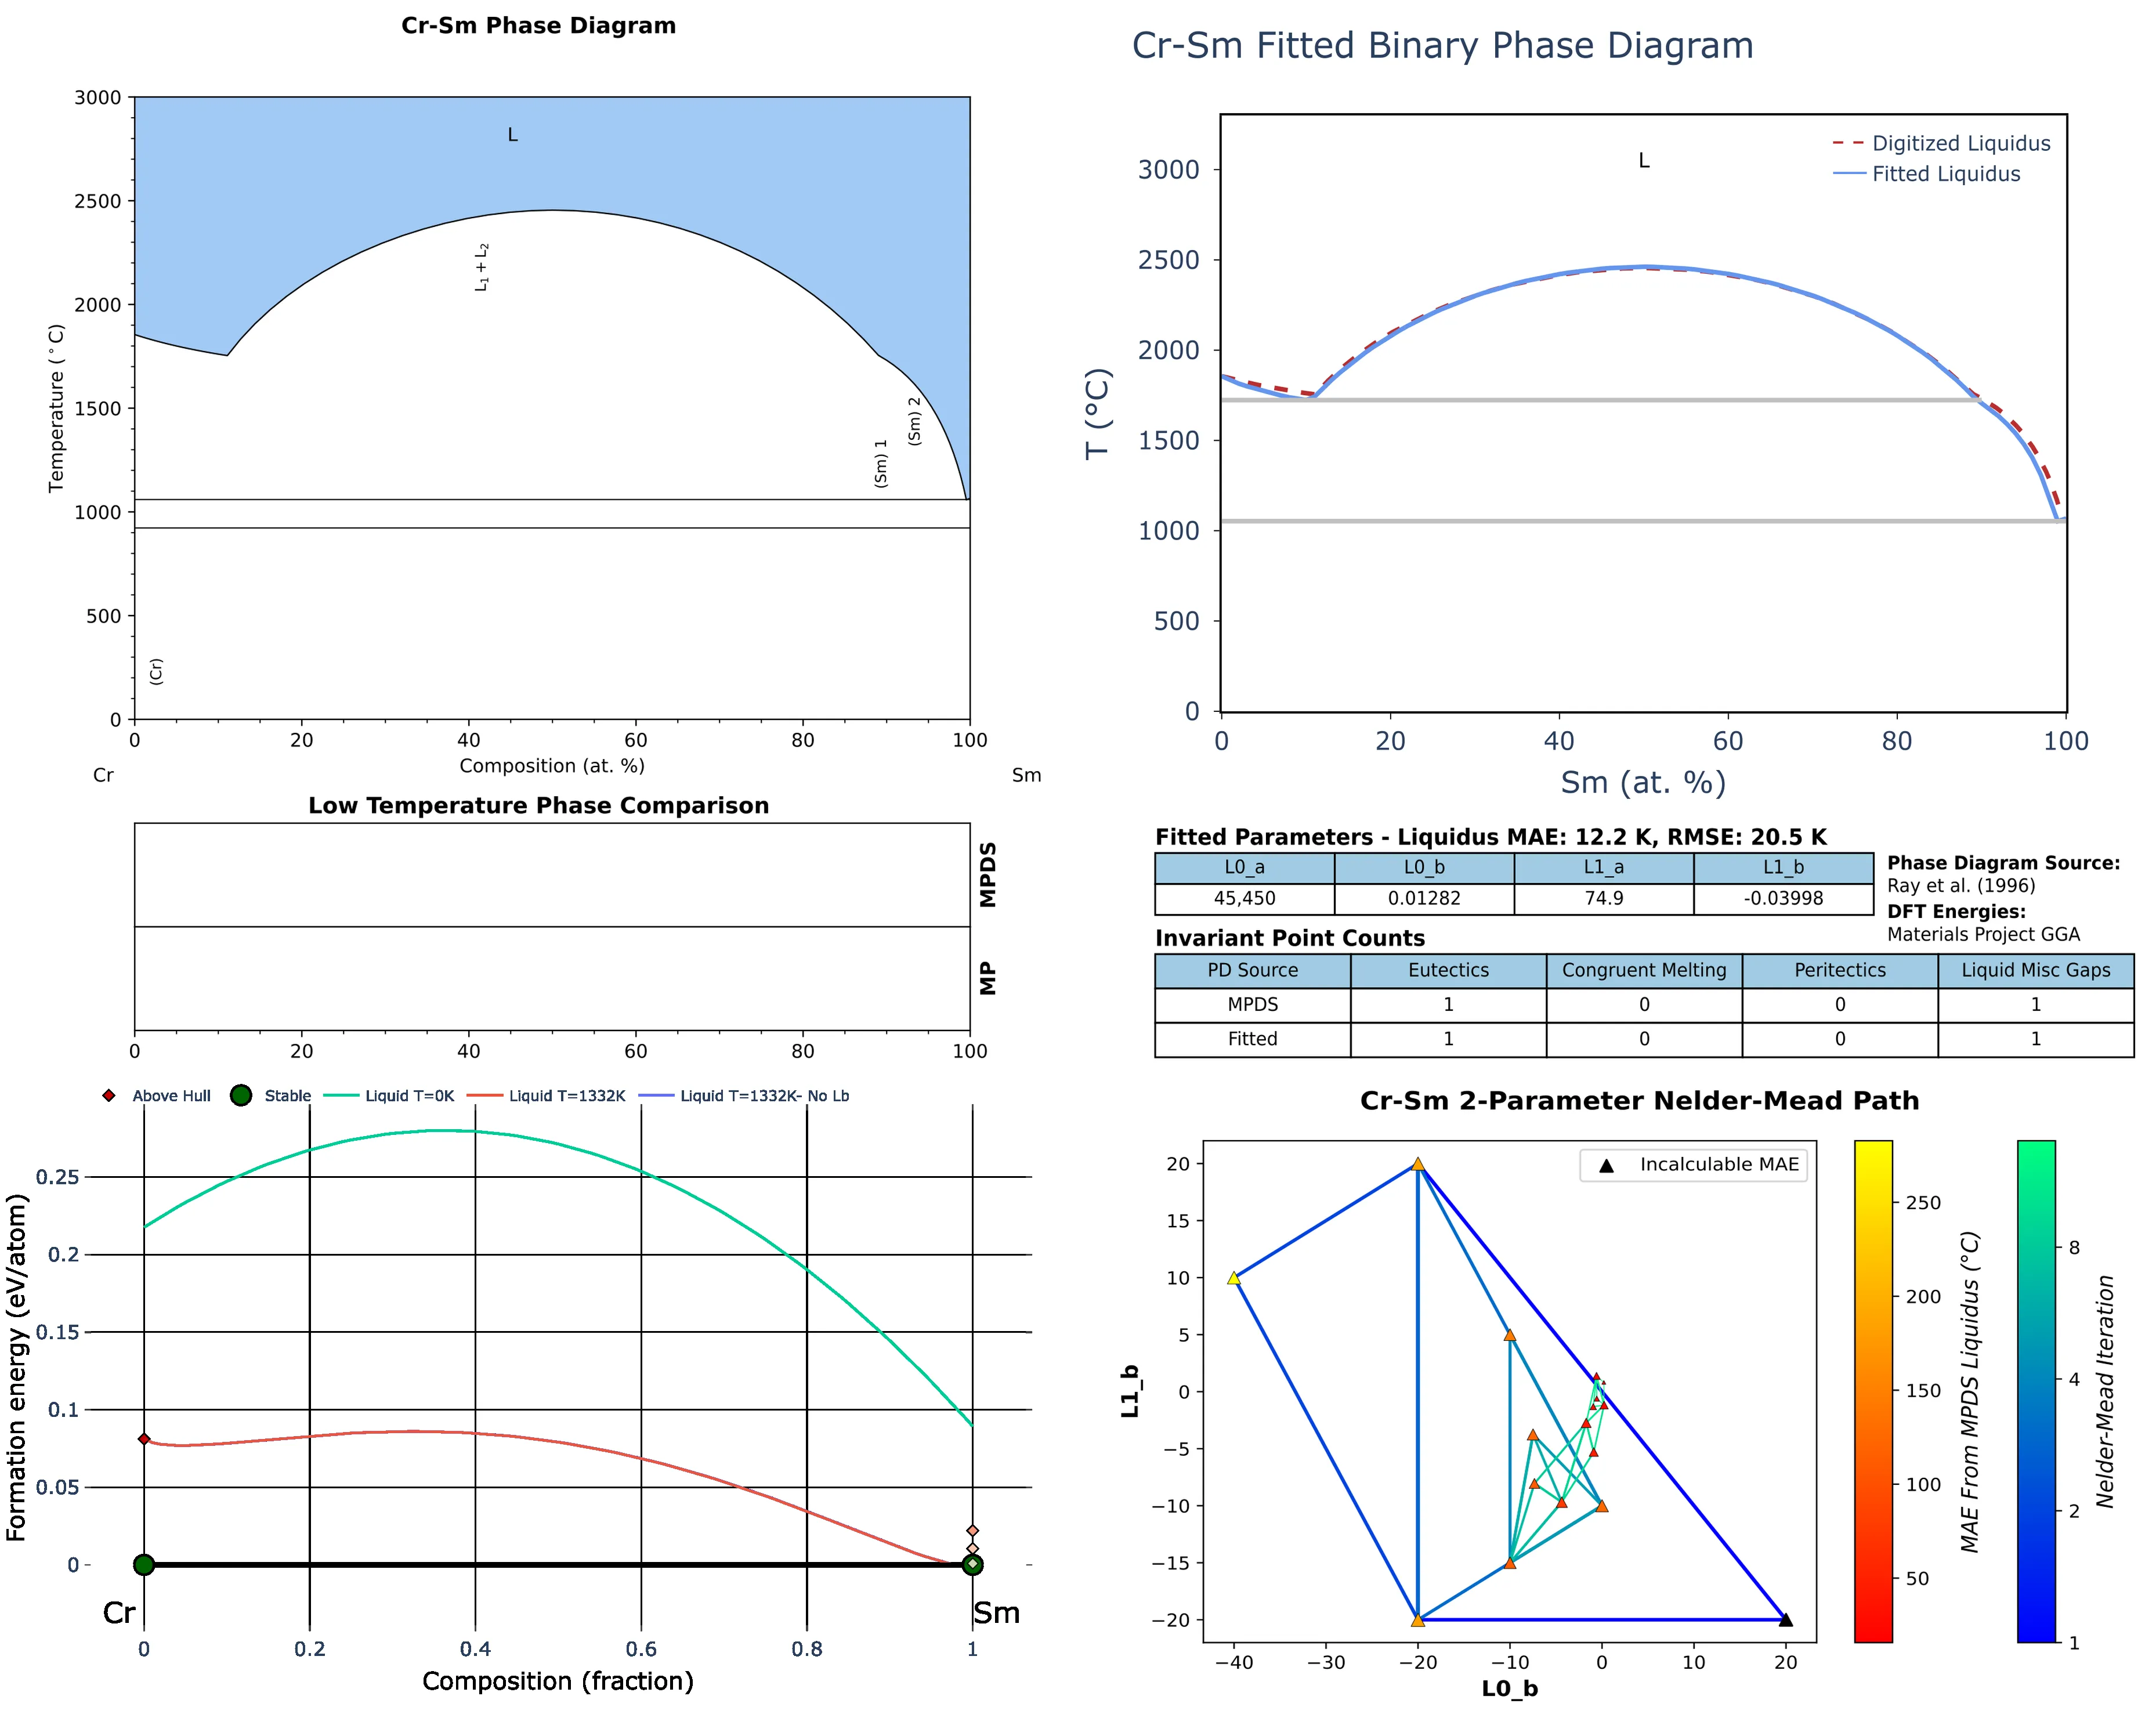 Cr-Sm Phase Diagram
3000
2500
2000
1500
1000
500
0
Temperature (°C)
L
L1 + L2
(Sm) 1
(Sm) 2
(Cr)
0 20 40 60 80 100
Composition (at. %)
Cr Sm
Low Temperature Phase Comparison
MPDS
MP
0 20 40 60 80 100
Above Hull Stable Liquid T=0K Liquid T=1332K Liquid T=1332K- No Lb
0.25
0.2
0.15
0.1
0.05
0
Formation energy (eV/atom)
Cr Sm
0 0.2 0.4 0.6 0.8 1
Composition (fraction)
Cr-Sm Fitted Binary Phase Diagram
Digitized Liquidus
Fitted Liquidus
L
3000
2500
2000
1500
1000
500
0
T (°C)
0 20 40 60 80 100
Sm (at. %)
Fitted Parameters - Liquidus MAE: 12.2 K, RMSE: 20.5 K
L0_a L0_b L1_a L1_b
45,450 0.01282 74.9 -0.03998
Phase Diagram Source:
Ray et al. (1996)
DFT Energies:
Materials Project GGA
Invariant Point Counts
PD Source Eutectics Congruent Melting Peritectics Liquid Misc Gaps
MPDS 1 0 0 1
Fitted 1 0 0 1
Cr-Sm 2-Parameter Nelder-Mead Path
Incalculable MAE
20
15
10
5
0
−5
−10
−15
−20
L1_b
−40 −30 −20 −10 0 10 20
L0_b
250
200
150
100
50
MAE From MPDS Liquidus (°C)
8
4
2
1
Nelder-Mead Iteration